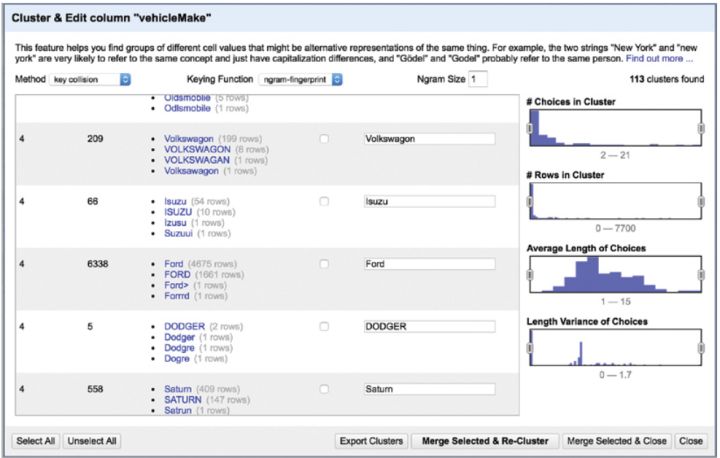 Cluster & Edit column "vehicleMake"
This feature helps you find groups of different cell values that might be alternative representations of the same thing. For example, the two strings "New York" and "new
york" are very likely to refer to the same concept and just have capitalization differences, and "Gödel" and "Godel" probably refer to the same person. Find out more ...
Method key collision Keying Function ngram-fingerprint Ngram Size 1 113 clusters found
Oldsmobile (5 rows)
Odlsmobile (1 rows)
4 209 Volkswagon (199 rows) Volkswagon
VOLKSWAGON (8 rows)
VOLKSWAGAN (1 rows)
Volksawagon (1 rows)
4 66 Isuzu (54 rows) Isuzu
ISUZU (10 rows)
Izusu (1 rows)
Suzuui (1 rows)
4 6338 Ford (4675 rows) Ford
FORD (1661 rows)
Ford> (1 rows)
Forrrd (1 rows)
4 5 DODGER (2 rows) DODGER
Dodger (1 rows)
Dodgre (1 rows)
Dogre (1 rows)
4 558 Saturn (409 rows) Saturn
SATURN (147 rows)
Satrun (1 rows)
# Choices in Cluster
2 — 21
# Rows in Cluster
0 — 7700
Average Length of Choices
1 — 15
Length Variance of Choices
0 — 1.7
Select All Unselect All Export Clusters Merge Selected & Re-Cluster Merge Selected & Close Close